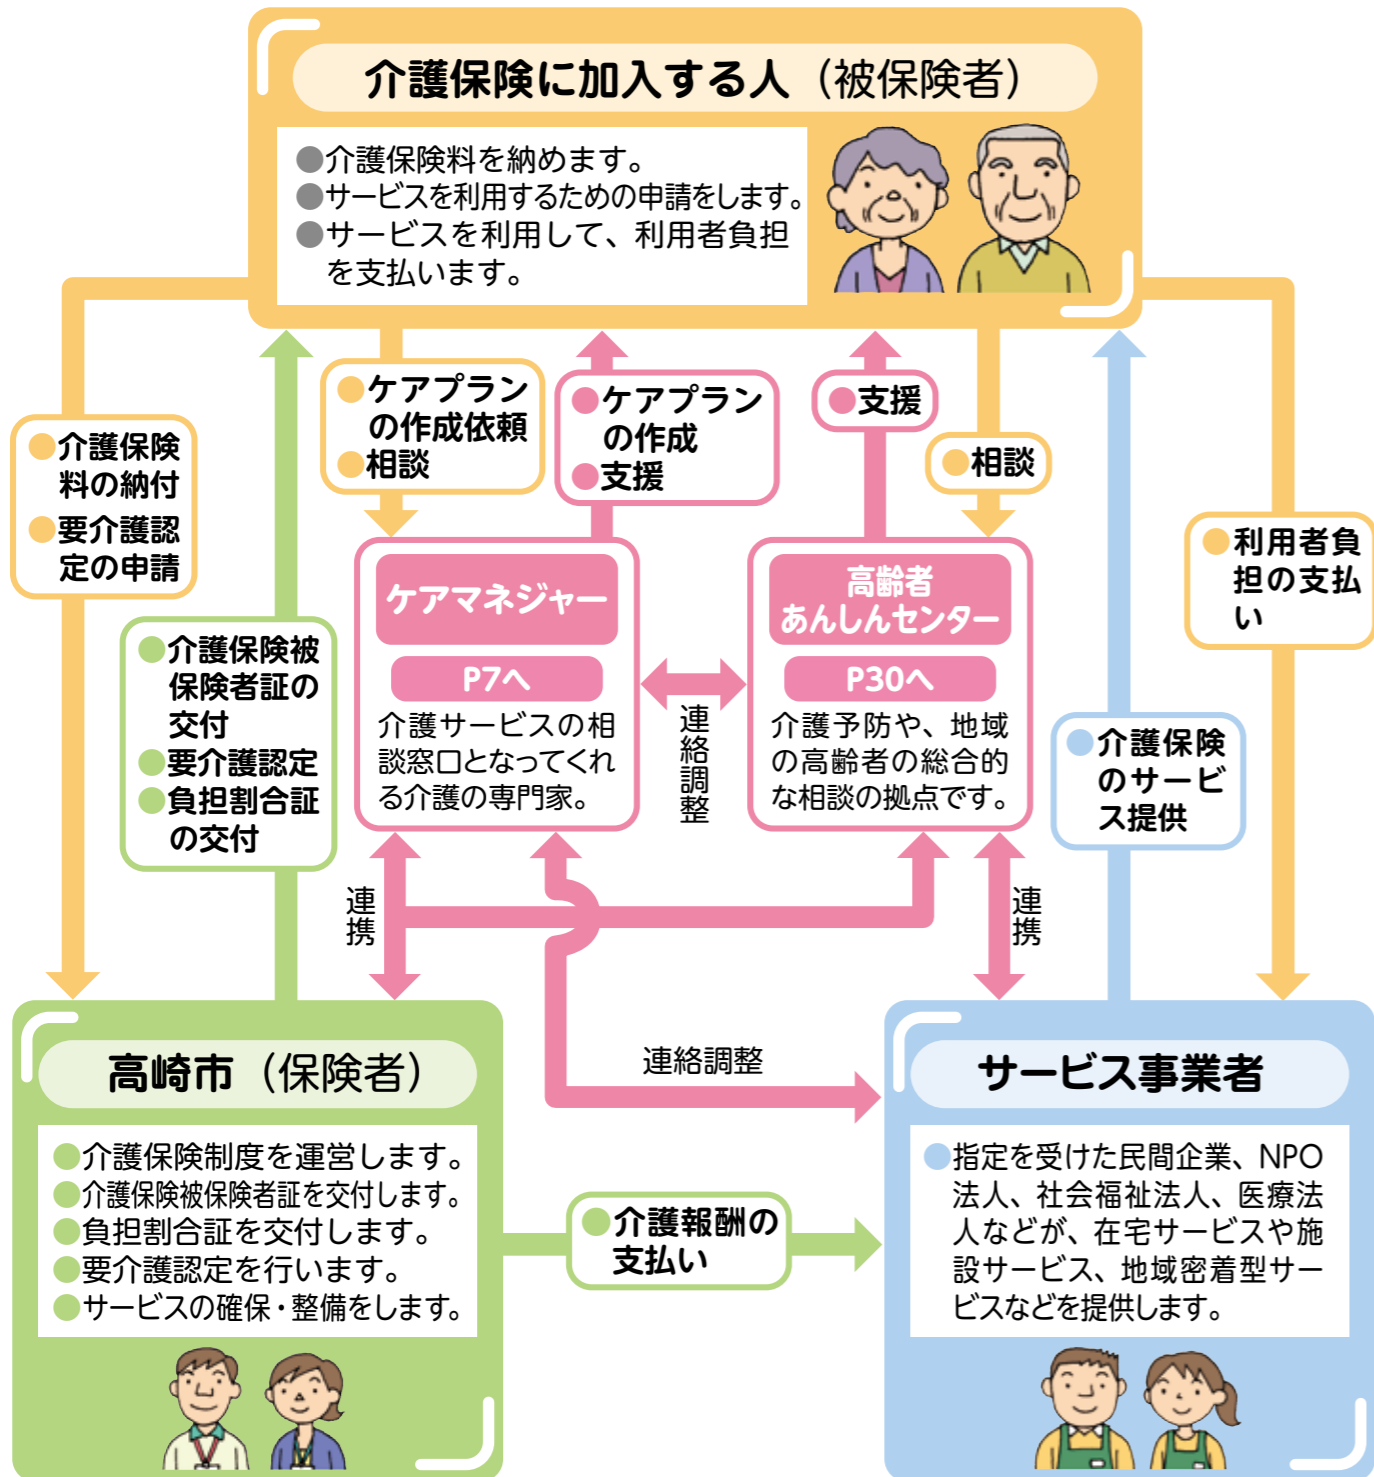 介護保険に加入する人（被保険者）
●介護保険料を納めます。
●サービスを利用するための申請をします。
●サービスを利用して、利用者負担
を支払います。
●介護保険
料の納付
●要介護認
定の申請
●介護保険被
保険者証の
交付
●要介護認定
●負担割合証
の交付
●ケアプラン
の作成依頼
●相談
●ケアプラン
の作成
●支援
●支援
●相談
●利用者負
担の支払
い
●介護保険
のサービ
ス提供
ケアマネジャー
P7へ
介護サービスの相
談窓口となってくれ
る介護の専門家。
連絡調整
高齢者
あんしんセンター
P30へ
介護予防や、地域
の高齢者の総合的
な相談の拠点です。
連携
連携
連絡調整
高崎市（保険者）
●介護保険制度を運営します。
●介護保険被保険者証を交付します。
●負担割合証を交付します。
●要介護認定を行います。
●サービスの確保・整備をします。
●介護報酬の
支払い
サービス事業者
●指定を受けた民間企業、NPO
法人、社会福祉法人、医療法
人などが、在宅サービスや施
設サービス、地域密着型サー
ビスなどを提供します。